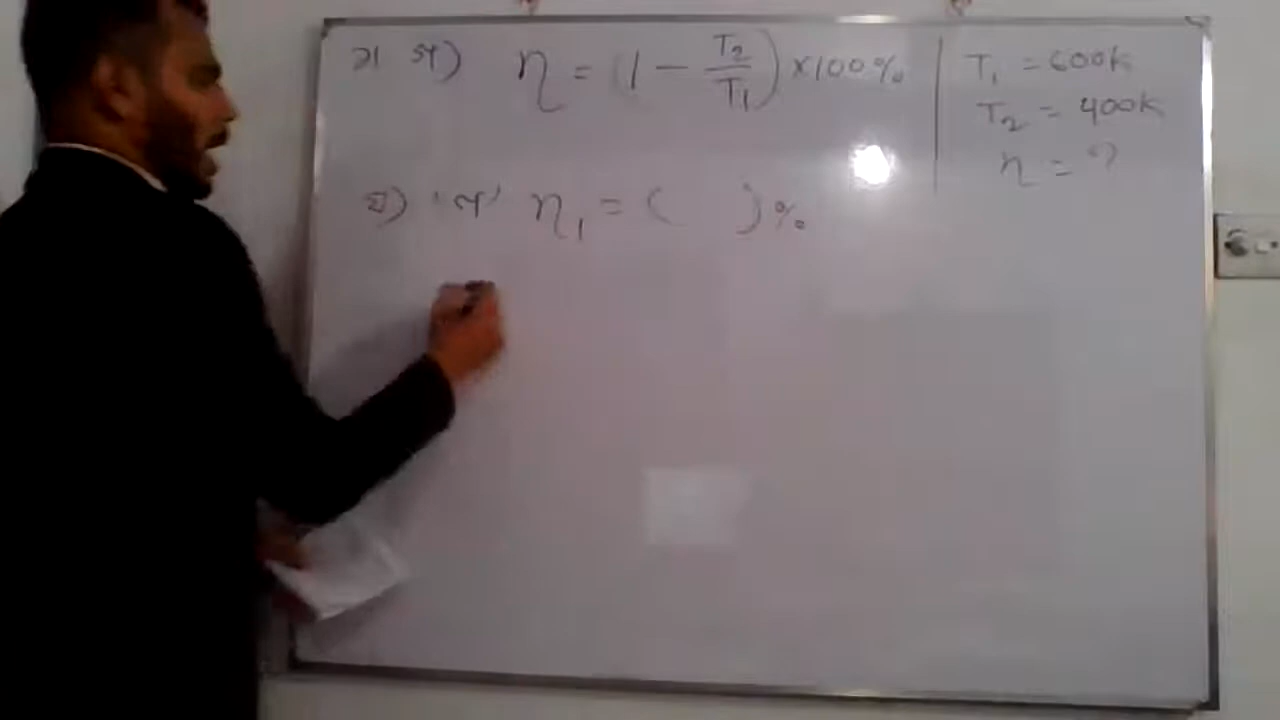 ২। গ) η = (1 - T₂/T₁) ×100%
T₁ = 600k
T₂ = 400k
η = ?
ঘ) 'গ' η₁ = ( )%